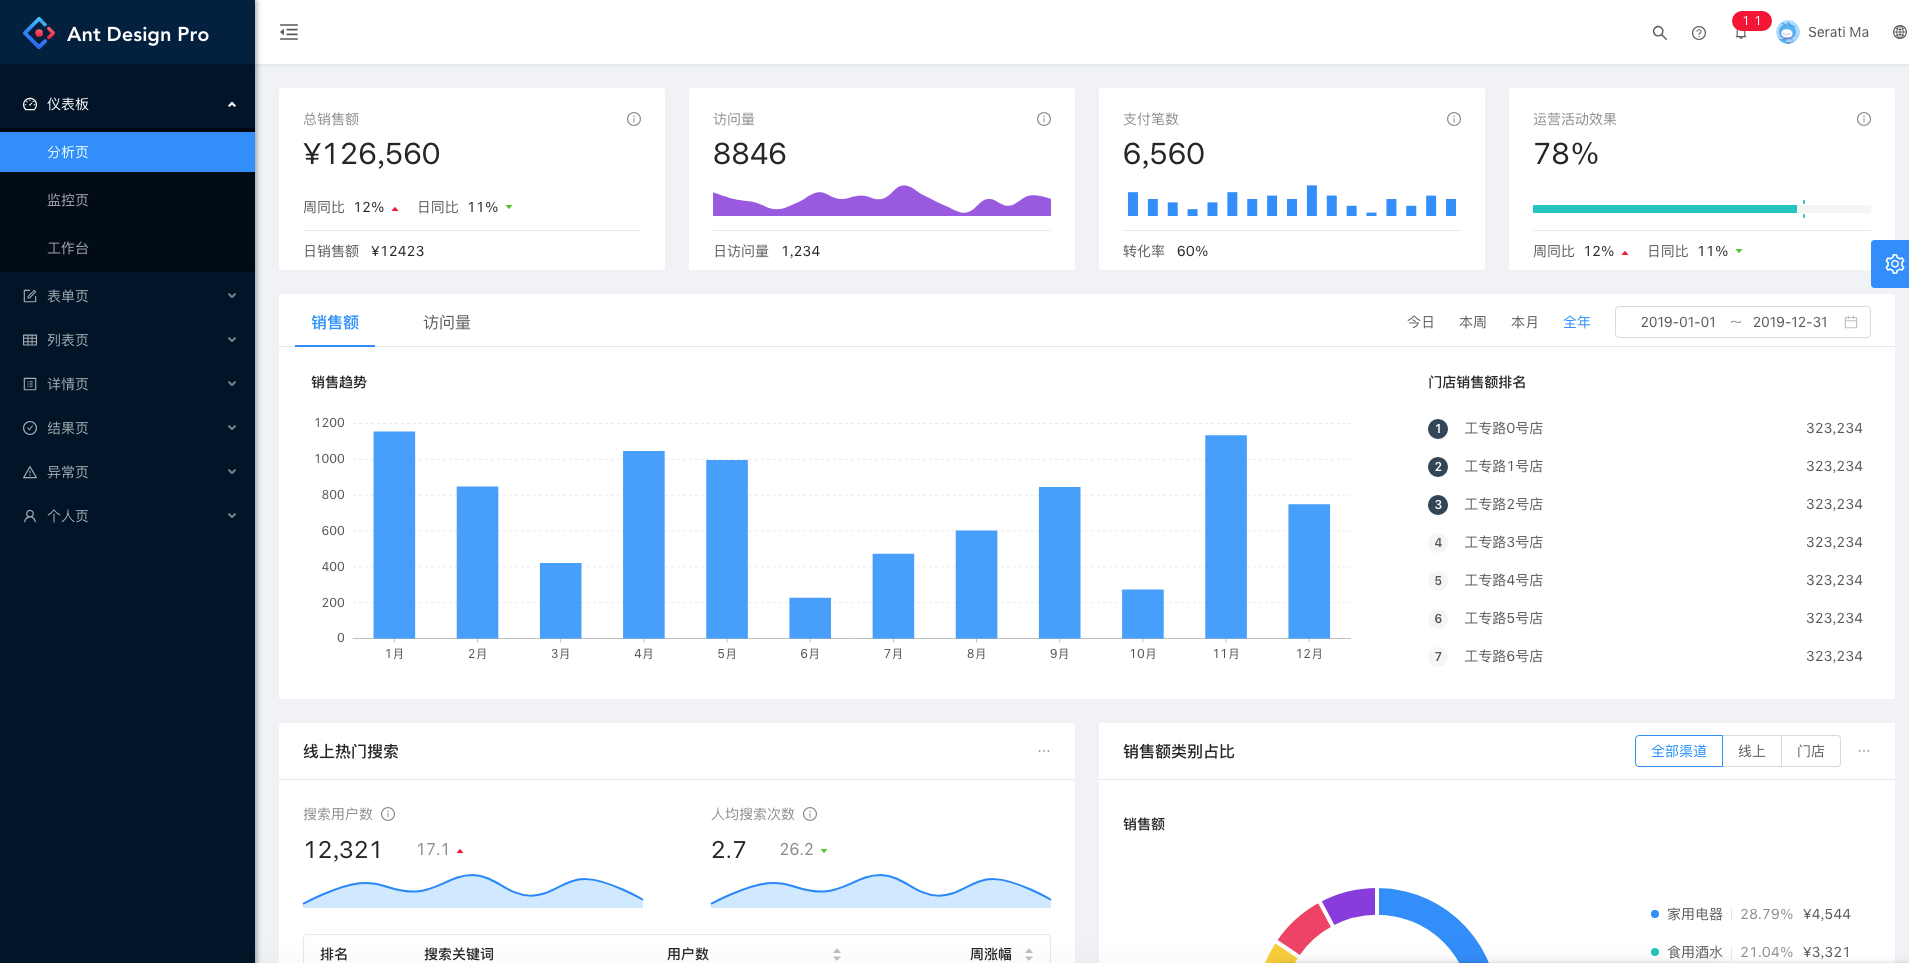 Ant Design Pro
11
Serati Ma
仪表板
分析页
监控页
工作台
表单页
列表页
详情页
结果页
异常页
个人页
总销售额
¥126,560
周同比 12% 日同比 11%
日销售额 ¥12423
访问量
8846
日访问量 1,234
支付笔数
6,560
转化率 60%
运营活动效果
78%
周同比 12% 日同比 11%
销售额 访问量
今日 本周 本月 全年 2019-01-01 ~ 2019-12-31
销售趋势
1200
1000
800
600
400
200
0
1月 2月 3月 4月 5月 6月 7月 8月 9月 10月 11月 12月
门店销售额排名
1 工专路0号店 323,234
2 工专路1号店 323,234
3 工专路2号店 323,234
4 工专路3号店 323,234
5 工专路4号店 323,234
6 工专路5号店 323,234
7 工专路6号店 323,234
线上热门搜索 ...
搜索用户数
12,321 17.1
人均搜索次数
2.7 26.2
排名 搜索关键词 用户数 周涨幅
销售额类别占比
全部渠道 线上 门店 ...
销售额
家用电器 28.79% ¥4,544
食用酒水 21.04% ¥3,321